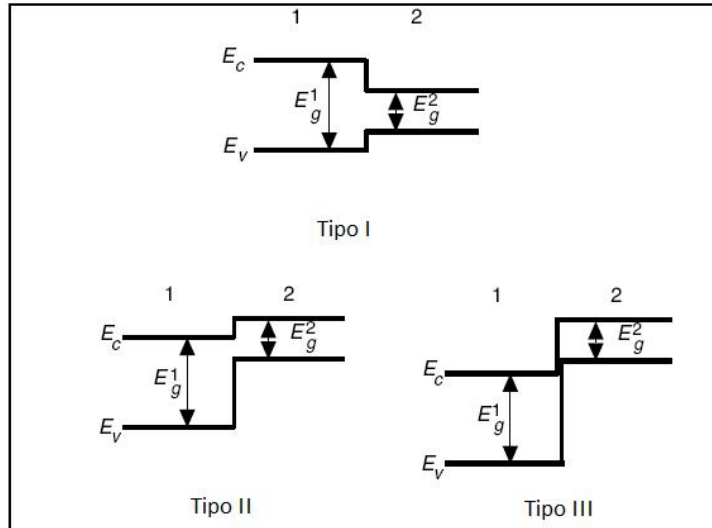 1 2
E_c
E_g^1 E_g^2
E_v
Tipo I
1 2
E_c E_g^2
E_g^1
E_v
Tipo II
1 2
E_g^2
E_c
E_g^1
E_v
Tipo III